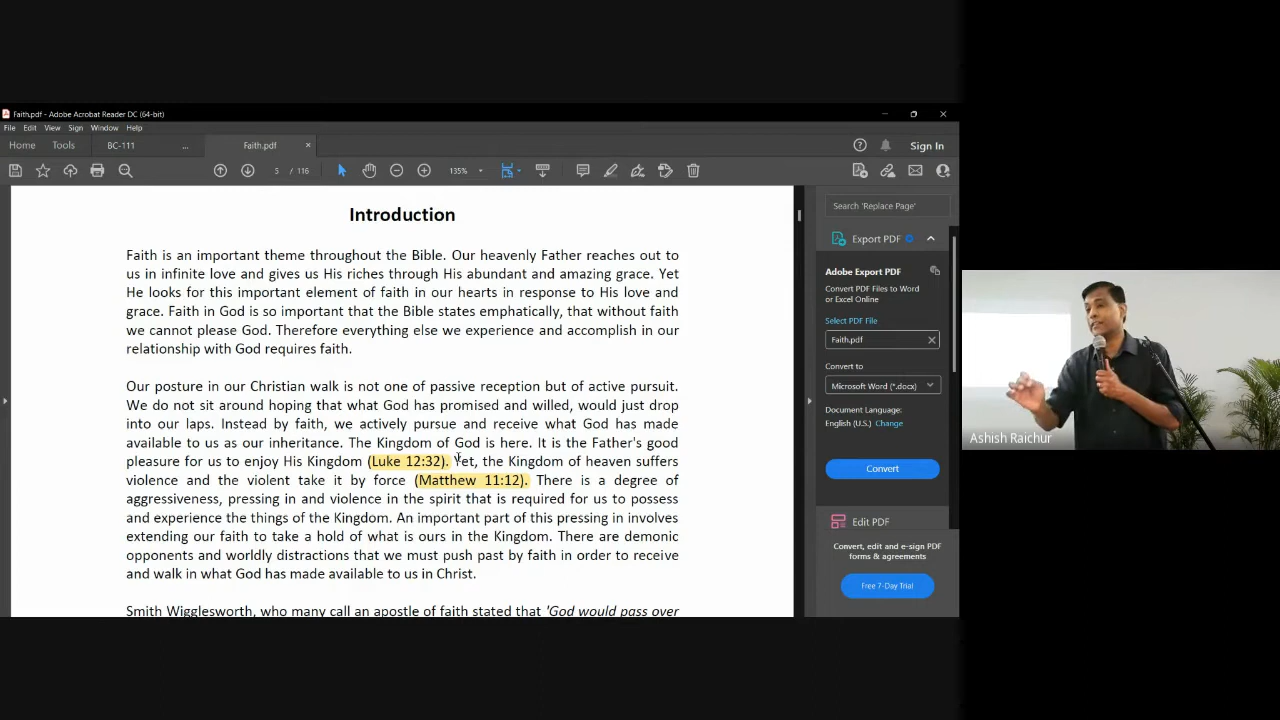 Faith.pdf - Adobe Acrobat Reader DC (64-bit)
File Edit View Sign Window Help
Home Tools BC-111 ... Faith.pdf × Sign In
5 / 116 135%
Introduction
Faith is an important theme throughout the Bible. Our heavenly Father reaches out to
us in infinite love and gives us His riches through His abundant and amazing grace. Yet
He looks for this important element of faith in our hearts in response to His love and
grace. Faith in God is so important that the Bible states emphatically, that without faith
we cannot please God. Therefore everything else we experience and accomplish in our
relationship with God requires faith.
Our posture in our Christian walk is not one of passive reception but of active pursuit.
We do not sit around hoping that what God has promised and willed, would just drop
into our laps. Instead by faith, we actively pursue and receive what God has made
available to us as our inheritance. The Kingdom of God is here. It is the Father's good
pleasure for us to enjoy His Kingdom (Luke 12:32). Yet, the Kingdom of heaven suffers
violence and the violent take it by force (Matthew 11:12). There is a degree of
aggressiveness, pressing in and violence in the spirit that is required for us to possess
and experience the things of the Kingdom. An important part of this pressing in involves
extending our faith to take a hold of what is ours in the Kingdom. There are demonic
opponents and worldly distractions that we must push past by faith in order to receive
and walk in what God has made available to us in Christ.
Smith Wigglesworth, who many call an apostle of faith stated that 'God would pass over
Search 'Replace Page'
Export PDF
Adobe Export PDF
Convert PDF Files to Word
or Excel Online
Select PDF File
Faith.pdf
Convert to
Microsoft Word (*.docx)
Document Language:
English (U.S.) Change
Convert
Edit PDF
Convert, edit and e-sign PDF
forms & agreements
Free 7-Day Trial
Ashish Raichur